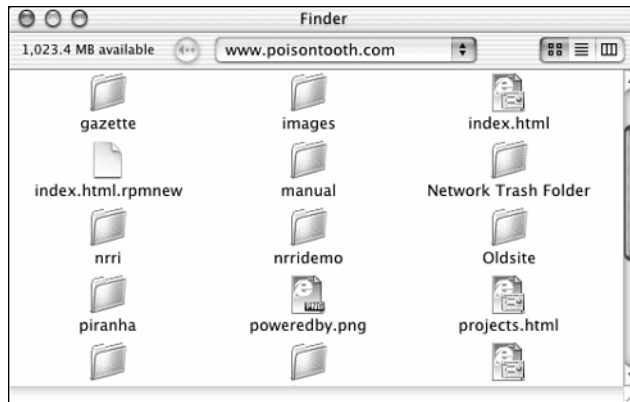 Finder
1,023.4 MB available www.poisontooth.com
gazette images index.html
index.html.rpmnew manual Network Trash Folder
nrri nrridemo Oldsite
PNG
piranha poweredby.png projects.html